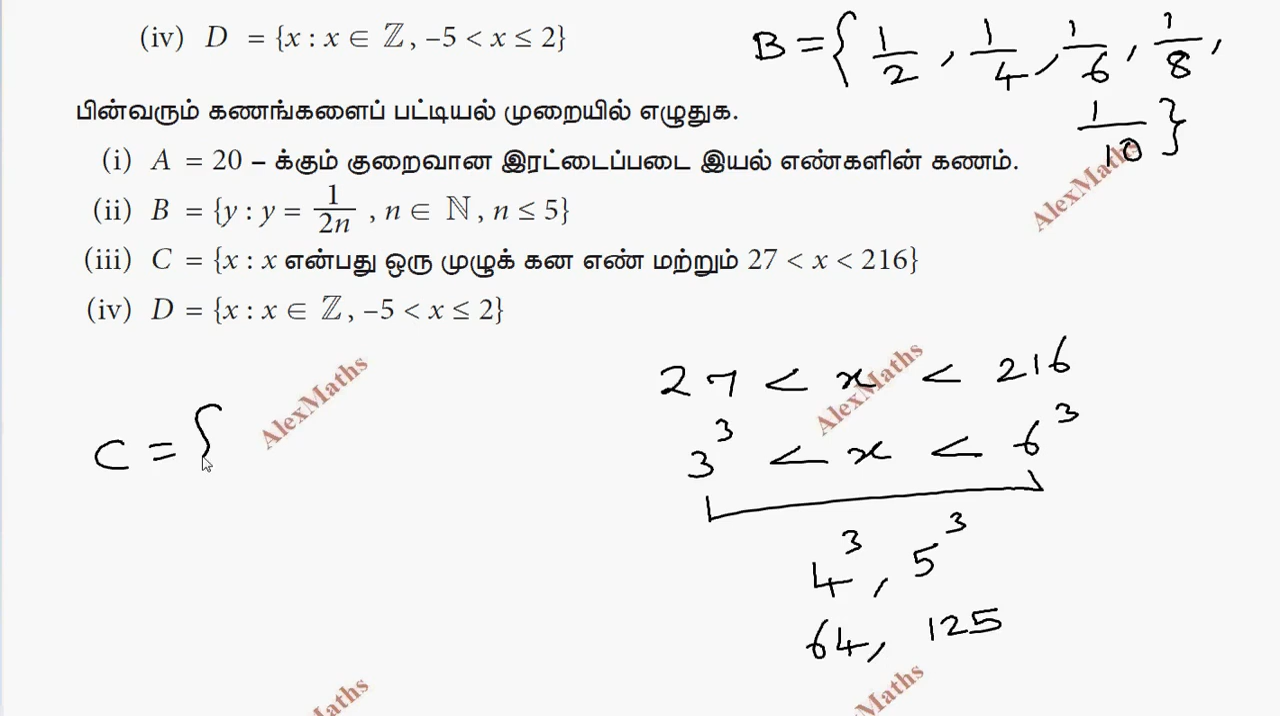 (iv) D = {x : x ∈ ℤ, –5 < x ≤ 2}
பின்வரும் கணங்களைப் பட்டியல் முறையில் எழுதுக.
(i) A = 20 – க்கும் குறைவான இரட்டைப்படை இயல் எண்களின் கணம்.
(ii) B = {y : y = 1/2n , n ∈ ℕ, n ≤ 5}
(iii) C = {x : x என்பது ஒரு முழுக் கன எண் மற்றும் 27 < x < 216}
(iv) D = {x : x ∈ ℤ, –5 < x ≤ 2}
B = { 1/2 , 1/4 , 1/6 , 1/8 ,
1/10 }
AlexMaths
C = {
AlexMaths
27 < x < 216
AlexMaths
3³ < x < 6³
4³ , 5³
64, 125
AlexMaths
AlexMaths